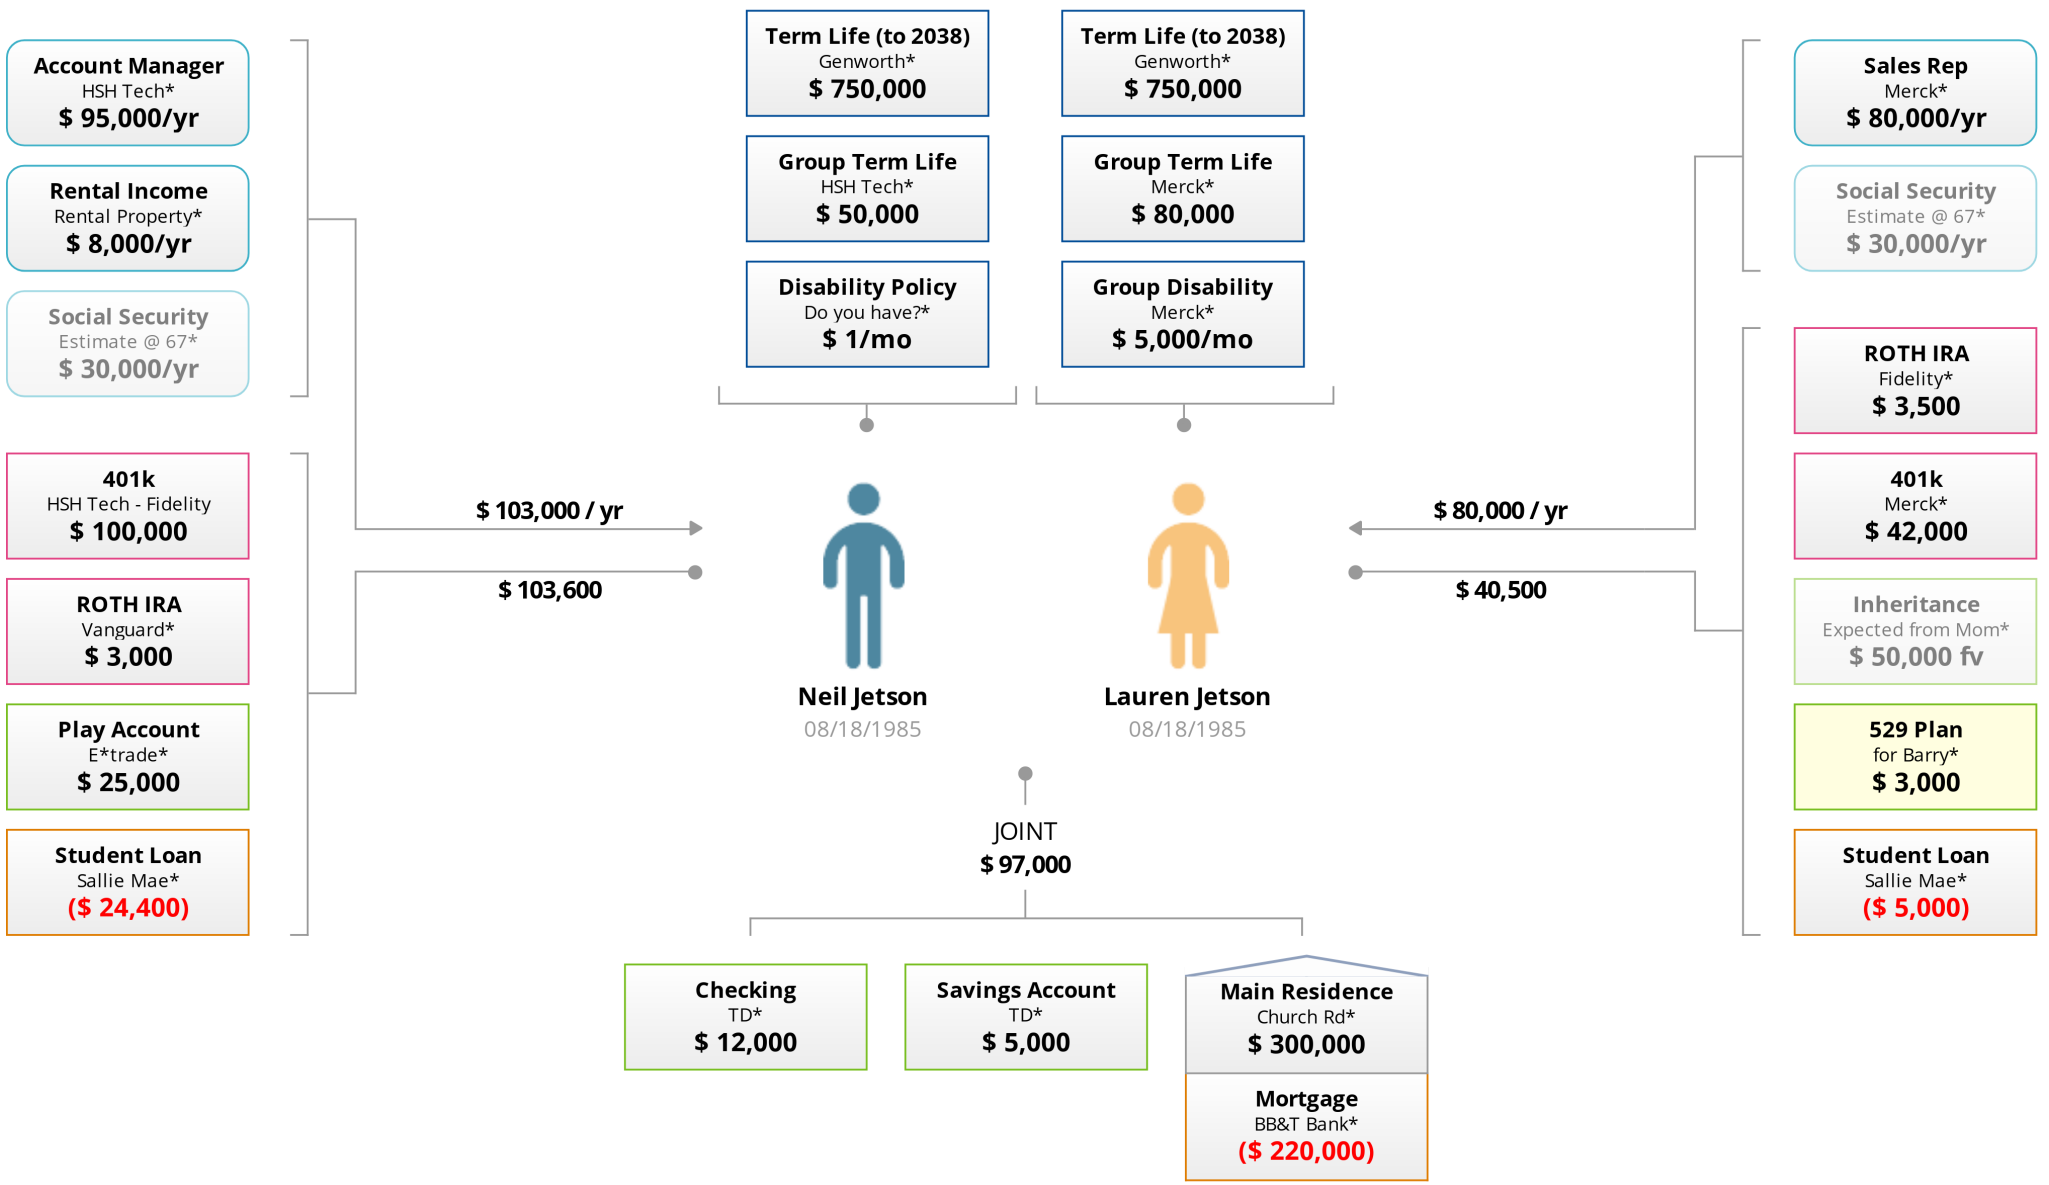 Account Manager
HSH Tech*
$ 95,000/yr
Rental Income
Rental Property*
$ 8,000/yr
Social Security
Estimate @ 67*
$ 30,000/yr
401k
HSH Tech - Fidelity
$ 100,000
ROTH IRA
Vanguard*
$ 3,000
Play Account
E*trade*
$ 25,000
Student Loan
Sallie Mae*
($ 24,400)
$ 103,000 / yr
$ 103,600
Term Life (to 2038)
Genworth*
$ 750,000
Group Term Life
HSH Tech*
$ 50,000
Disability Policy
Do you have?*
$ 1/mo
Term Life (to 2038)
Genworth*
$ 750,000
Group Term Life
Merck*
$ 80,000
Group Disability
Merck*
$ 5,000/mo
Neil Jetson
08/18/1985
Lauren Jetson
08/18/1985
JOINT
$ 97,000
Checking
TD*
$ 12,000
Savings Account
TD*
$ 5,000
Main Residence
Church Rd*
$ 300,000
Mortgage
BB&T Bank*
($ 220,000)
$ 80,000 / yr
$ 40,500
Sales Rep
Merck*
$ 80,000/yr
Social Security
Estimate @ 67*
$ 30,000/yr
ROTH IRA
Fidelity*
$ 3,500
401k
Merck*
$ 42,000
Inheritance
Expected from Mom*
$ 50,000 fv
529 Plan
for Barry*
$ 3,000
Student Loan
Sallie Mae*
($ 5,000)